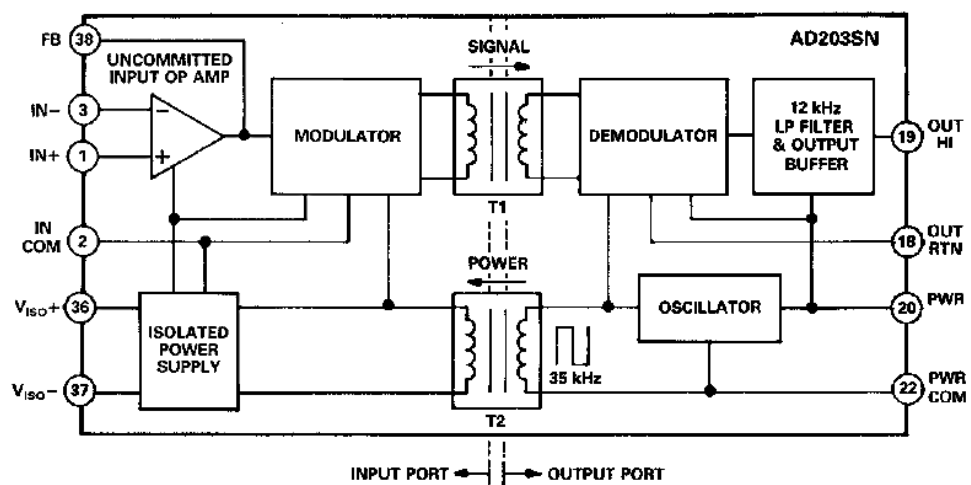 38
FB
UNCOMMITTED
INPUT OP AMP
SIGNAL
AD203SN
IN−
3
−
IN+
1
+
MODULATOR
DEMODULATOR
12 kHz
LP FILTER
& OUTPUT
BUFFER
19
OUT
HI
T1
IN
COM
2
18
OUT
RTN
POWER
VISO+
36
ISOLATED
POWER
SUPPLY
OSCILLATOR
20
PWR
35 kHz
VISO−
37
22
PWR
COM
T2
INPUT PORT
OUTPUT PORT